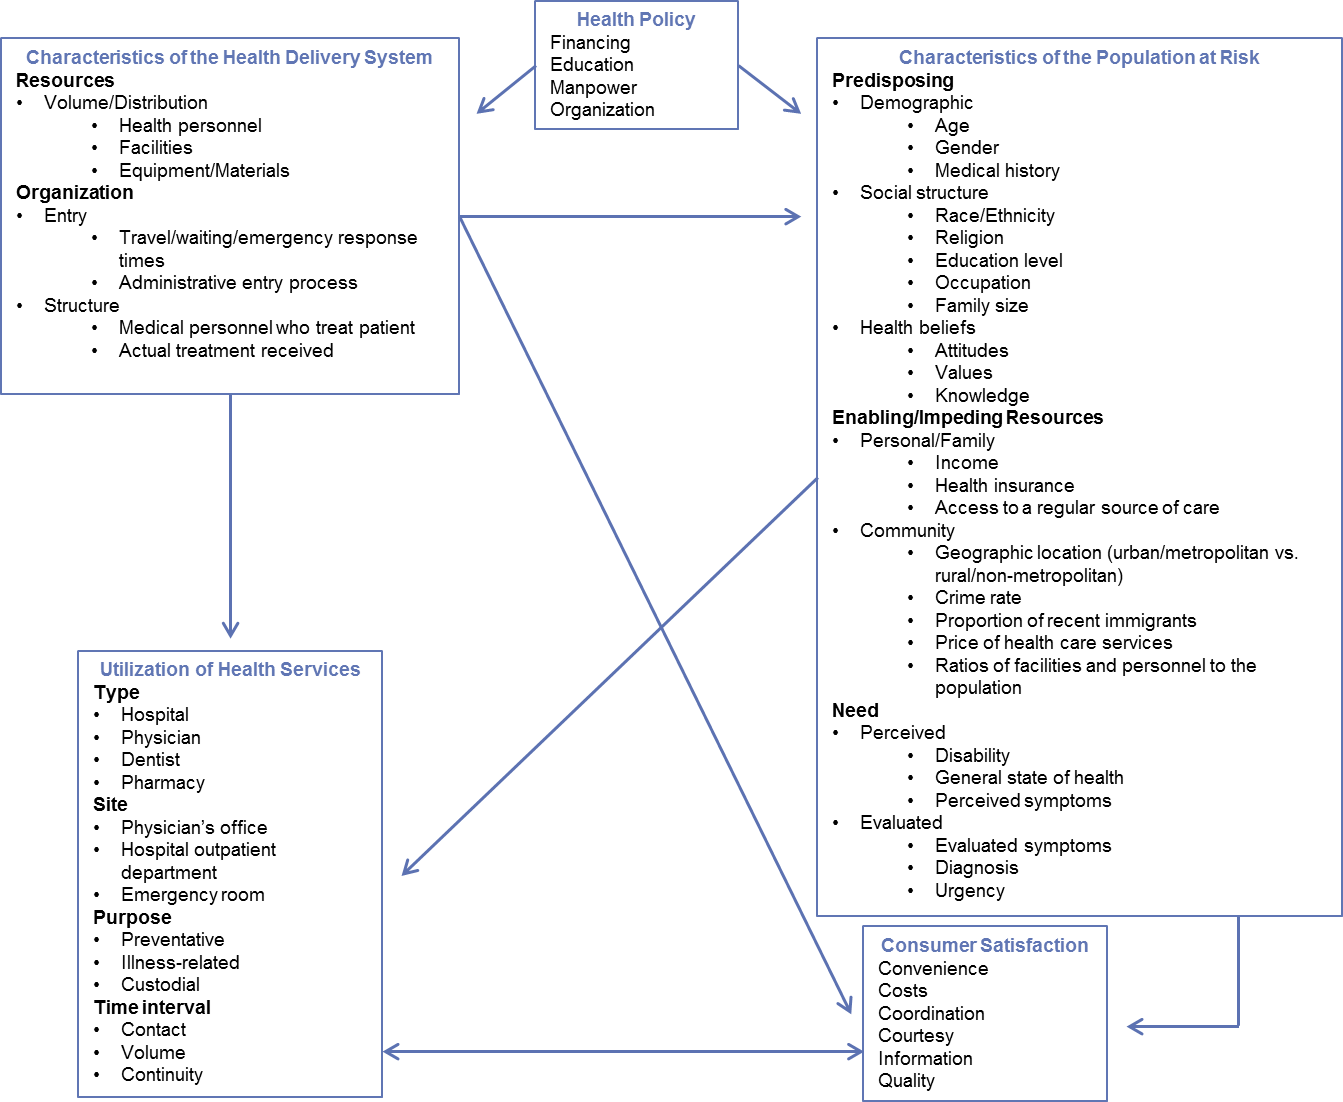 Health Policy
Financing
Education
Manpower
Organization
Characteristics of the Health Delivery System
Resources
• Volume/Distribution
• Health personnel
• Facilities
• Equipment/Materials
Organization
• Entry
• Travel/waiting/emergency response
times
• Administrative entry process
• Structure
• Medical personnel who treat patient
• Actual treatment received
Characteristics of the Population at Risk
Predisposing
• Demographic
• Age
• Gender
• Medical history
• Social structure
• Race/Ethnicity
• Religion
• Education level
• Occupation
• Family size
• Health beliefs
• Attitudes
• Values
• Knowledge
Enabling/Impeding Resources
• Personal/Family
• Income
• Health insurance
• Access to a regular source of care
• Community
• Geographic location (urban/metropolitan vs.
rural/non-metropolitan)
• Crime rate
• Proportion of recent immigrants
• Price of health care services
• Ratios of facilities and personnel to the
population
Need
• Perceived
• Disability
• General state of health
• Perceived symptoms
• Evaluated
• Evaluated symptoms
• Diagnosis
• Urgency
Utilization of Health Services
Type
• Hospital
• Physician
• Dentist
• Pharmacy
Site
• Physician's office
• Hospital outpatient
department
• Emergency room
Purpose
• Preventative
• Illness-related
• Custodial
Time interval
• Contact
• Volume
• Continuity
Consumer Satisfaction
Convenience
Costs
Coordination
Courtesy
Information
Quality